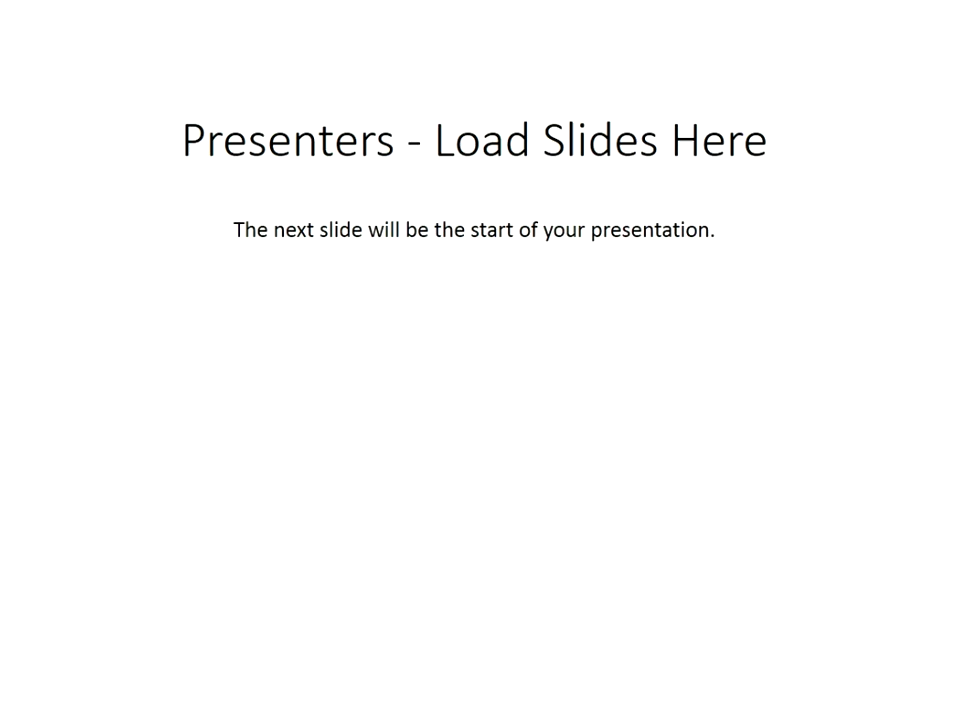 Presenters - Load Slides Here
The next slide will be the start of your presentation.